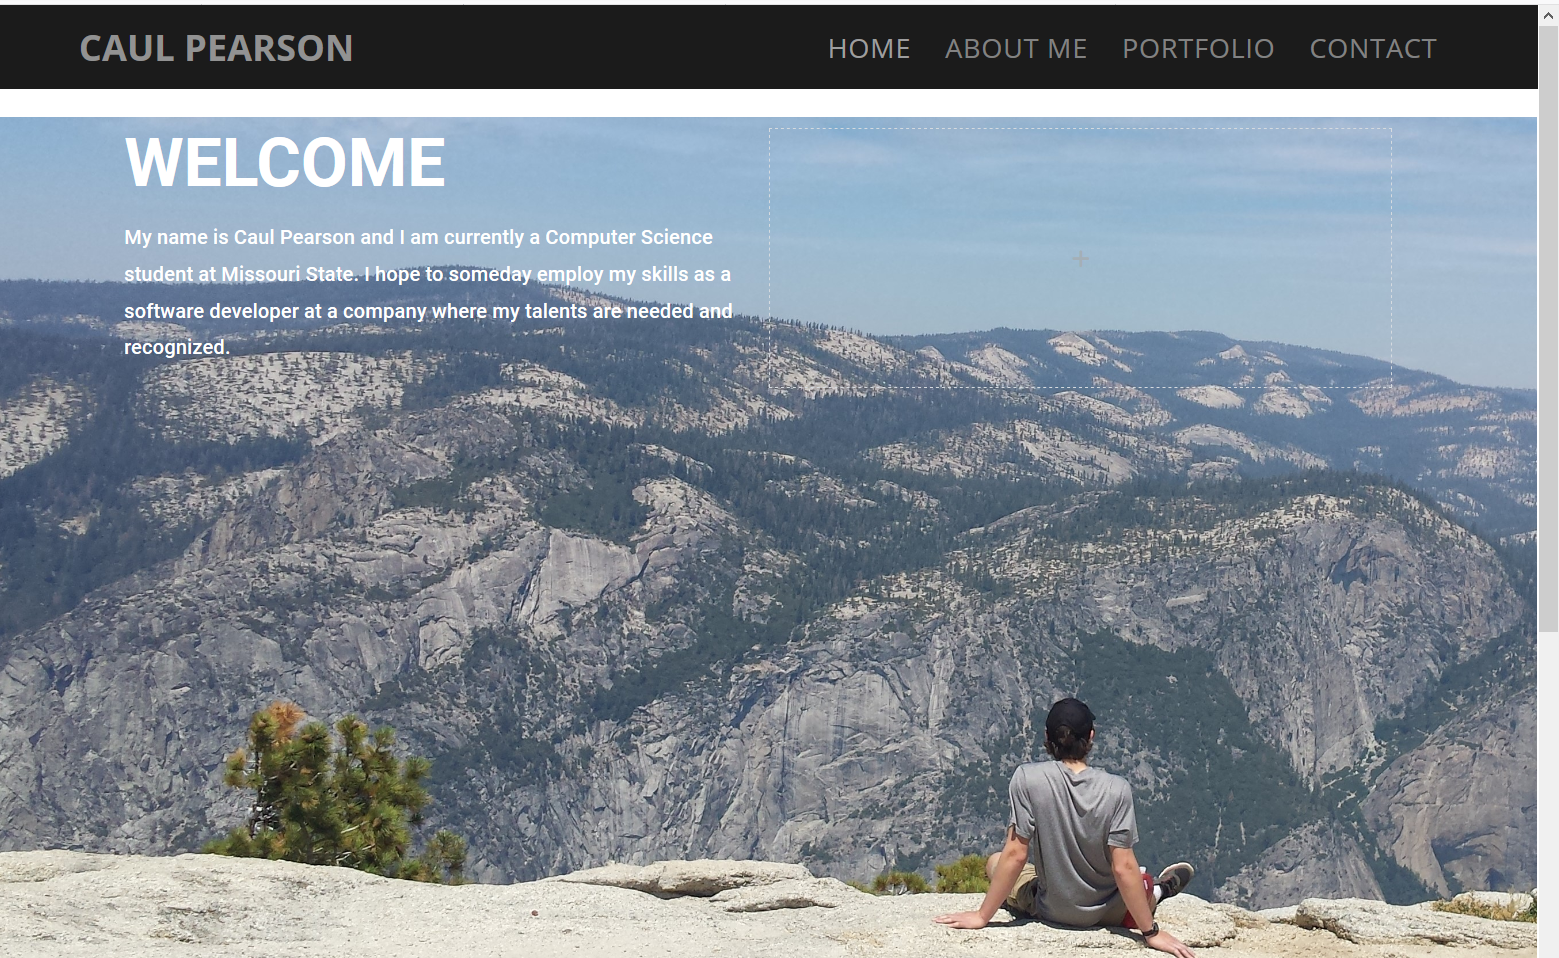 CAUL PEARSON
HOME ABOUT ME PORTFOLIO CONTACT
WELCOME
My name is Caul Pearson and I am currently a Computer Science
student at Missouri State. I hope to someday employ my skills as a
software developer at a company where my talents are needed and
recognized.